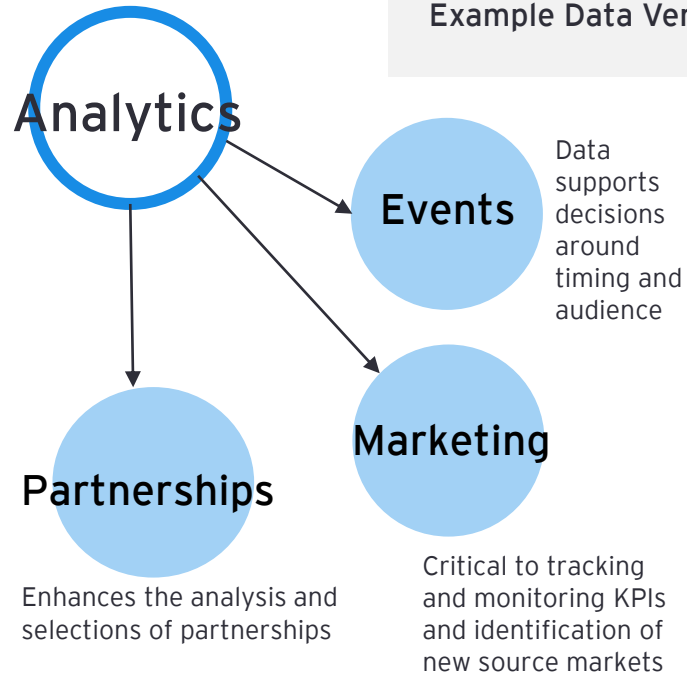 Example Data
Analytics
Events
Data
supports
decisions
around
timing and
audience
Marketing
Partnerships
Critical to tracking
and monitoring KPIs
and identification of
new source markets
Enhances the analysis and
selections of partnerships